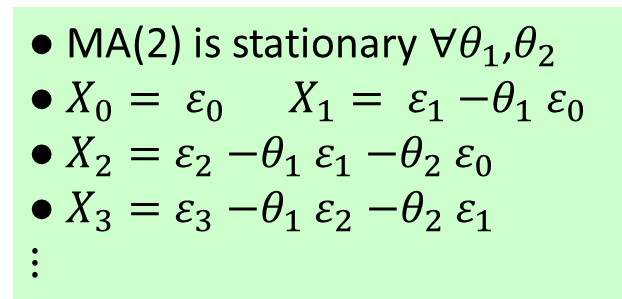 ● MA(2) is stationary ∀θ₁,θ₂
● X₀ = ε₀ X₁ = ε₁ −θ₁ ε₀
● X₂ = ε₂ −θ₁ ε₁ −θ₂ ε₀
● X₃ = ε₃ −θ₁ ε₂ −θ₂ ε₁
⋮